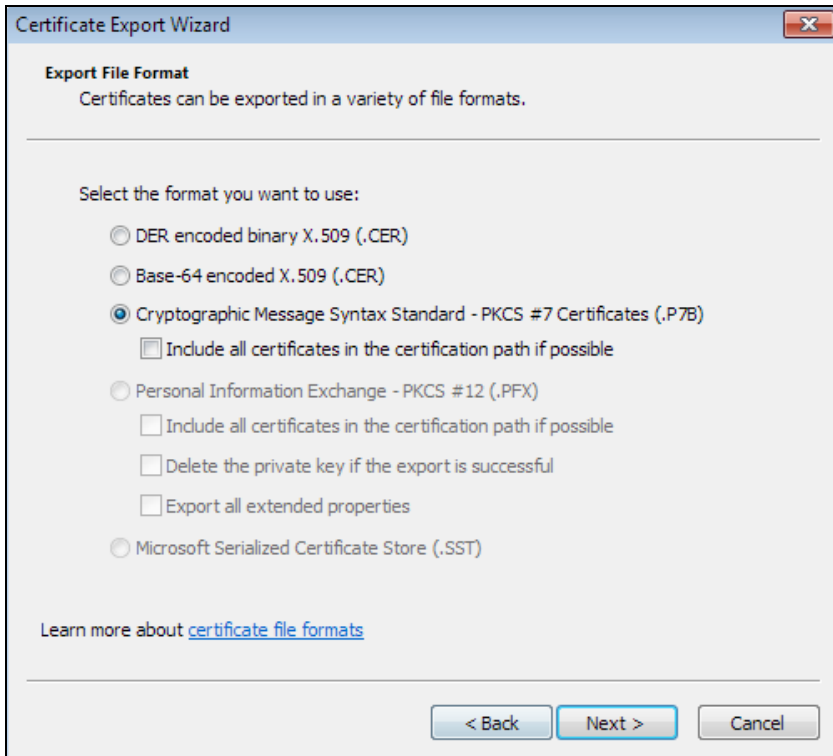 Certificate Export Wizard
Export File Format
Certificates can be exported in a variety of file formats.
Select the format you want to use:
DER encoded binary X.509 (.CER)
Base-64 encoded X.509 (.CER)
Cryptographic Message Syntax Standard - PKCS #7 Certificates (.P7B)
Include all certificates in the certification path if possible
Personal Information Exchange - PKCS #12 (.PFX)
Include all certificates in the certification path if possible
Delete the private key if the export is successful
Export all extended properties
Microsoft Serialized Certificate Store (.SST)
Learn more about certificate file formats
< Back Next > Cancel